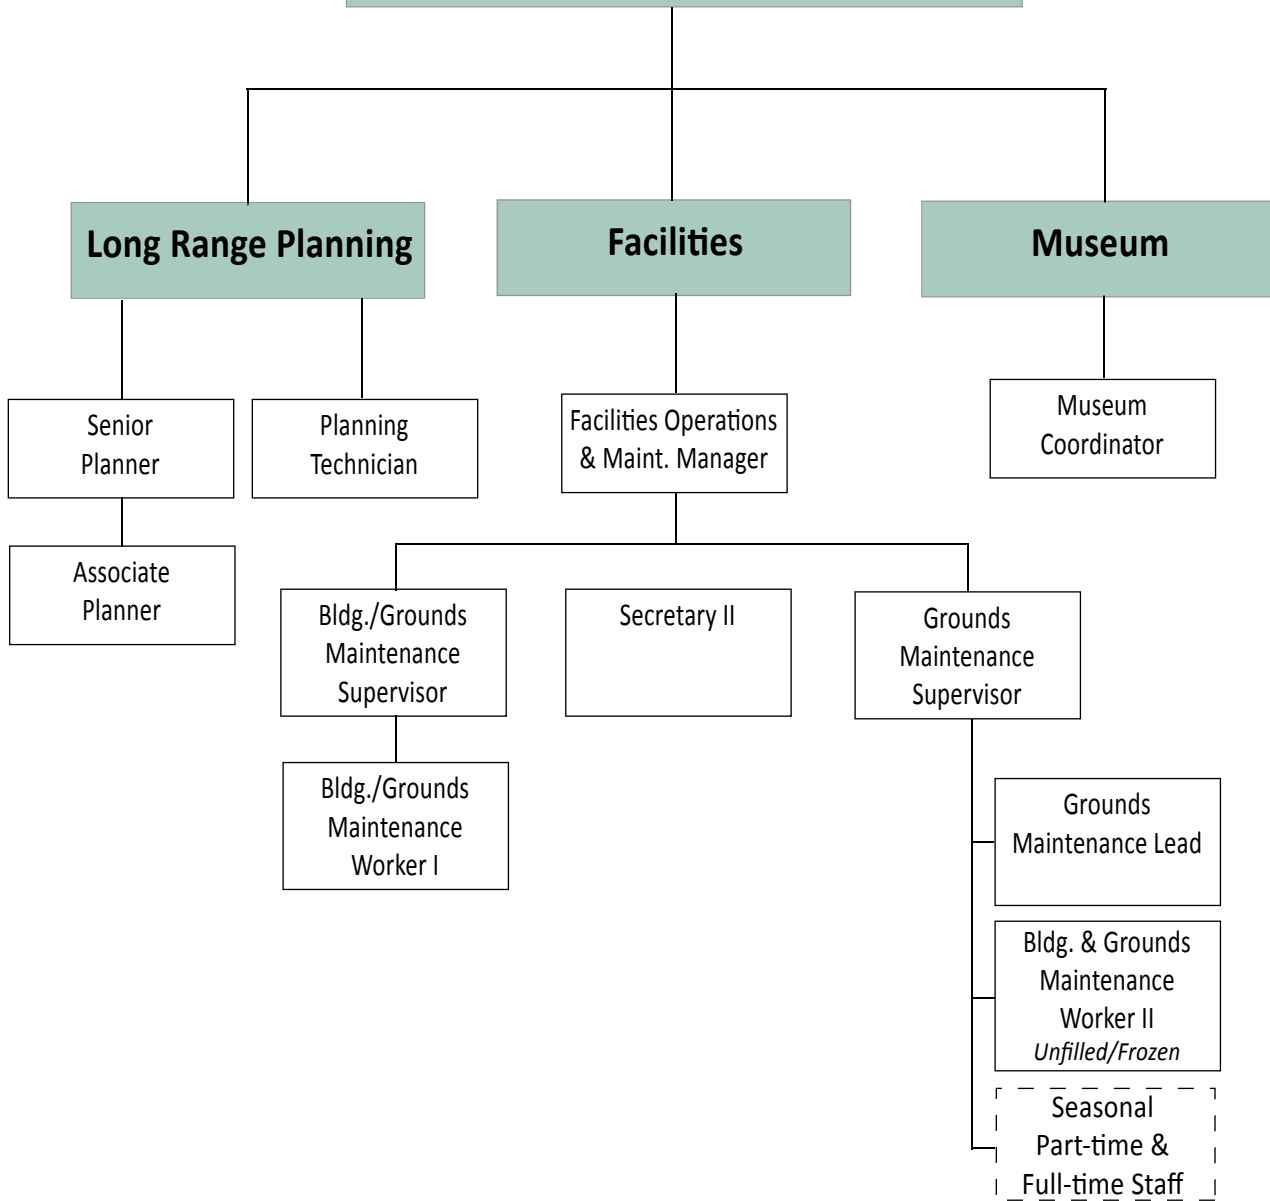 Long Range Planning
Facilities
Museum
Senior
Planner
Planning
Technician
Facilities Operations
& Maint. Manager
Museum
Coordinator
Associate
Planner
Bldg./Grounds
Maintenance
Supervisor
Secretary II
Grounds
Maintenance
Supervisor
Bldg./Grounds
Maintenance
Worker I
Grounds
Maintenance Lead
Bldg. & Grounds
Maintenance
Worker II
Unfilled/Frozen
Seasonal
Part-time &
Full-time Staff